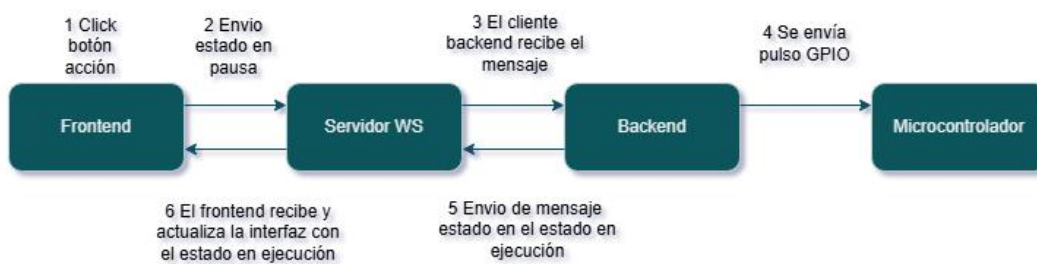 1 Click
botón
acción
2 Envio
estado en
pausa
3 El cliente
backend recibe el
mensaje
4 Se envía
pulso GPIO
Frontend
Servidor WS
Backend
Microcontrolador
6 El frontend recibe y
actualiza la interfaz con
el estado en ejecución
5 Envio de mensaje
estado en el estado en
ejecución